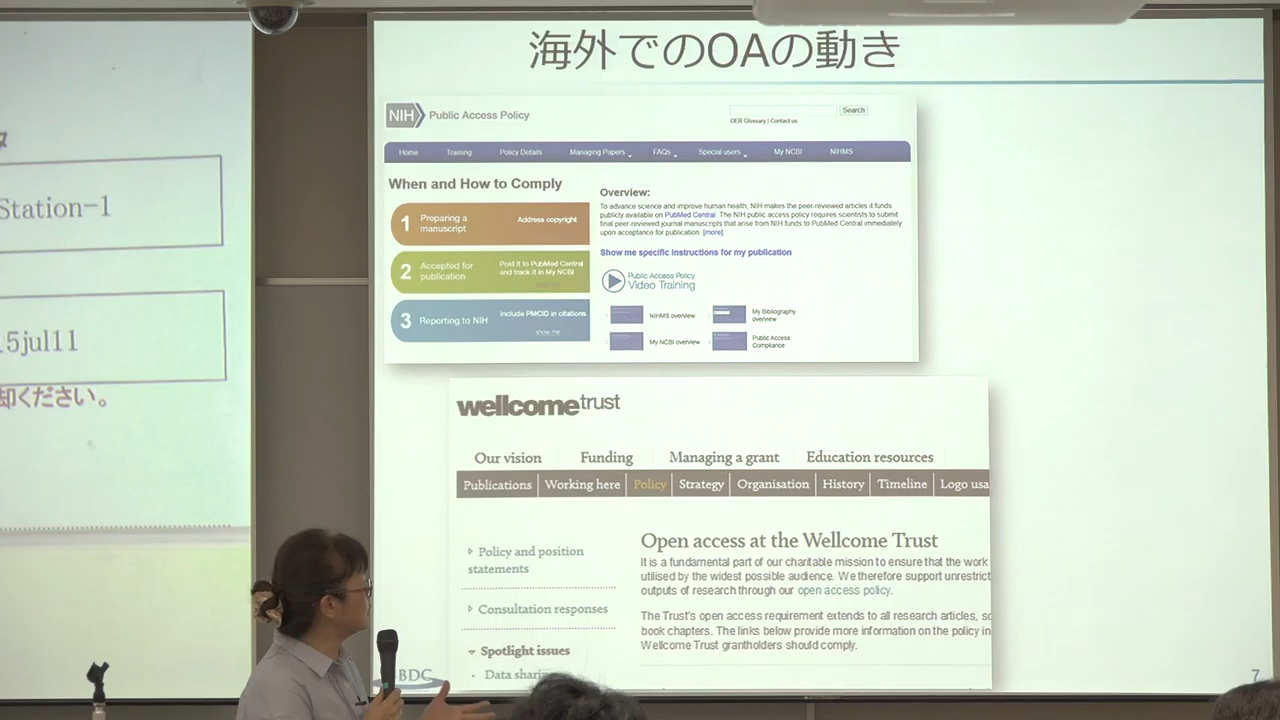 Station-1
5jul11
却ください。
海外でのOAの動き
NIH Public Access Policy
Search
OER Glossary | Contact us
Home Training Policy Details Managing Papers FAQs Special users My NCBI NIHMS
When and How to Comply
1 Preparing a manuscript Address copyright
2 Accepted for publication Post it to PubMed Central and track it in My NCBI
3 Reporting to NIH Include PMCID in citations
show me
Overview:
To advance science and improve human health, NIH makes the peer-reviewed articles it funds
publicly available on PubMed Central. The NIH public access policy requires scientists to submit
final peer-reviewed journal manuscripts that arise from NIH funds to PubMed Central immediately
upon acceptance for publication. [more]
Show me specific instructions for my publication
Public Access Policy
Video Training
NIHMS overview
My Bibliography overview
My NCBI overview
Public Access Compliance
wellcometrust
Our vision Funding Managing a grant Education resources
Publications Working here Policy Strategy Organisation History Timeline Logo usa
Policy and position
statements
Consultation responses
Spotlight issues
Data sharin
Open access at the Wellcome Trust
It is a fundamental part of our charitable mission to ensure that the work
utilised by the widest possible audience. We therefore support unrestrict
outputs of research through our open access policy.
The Trust's open access requirement extends to all research articles, sc
book chapters. The links below provide more information on the policy in
Wellcome Trust grantholders should comply.
BDC
7